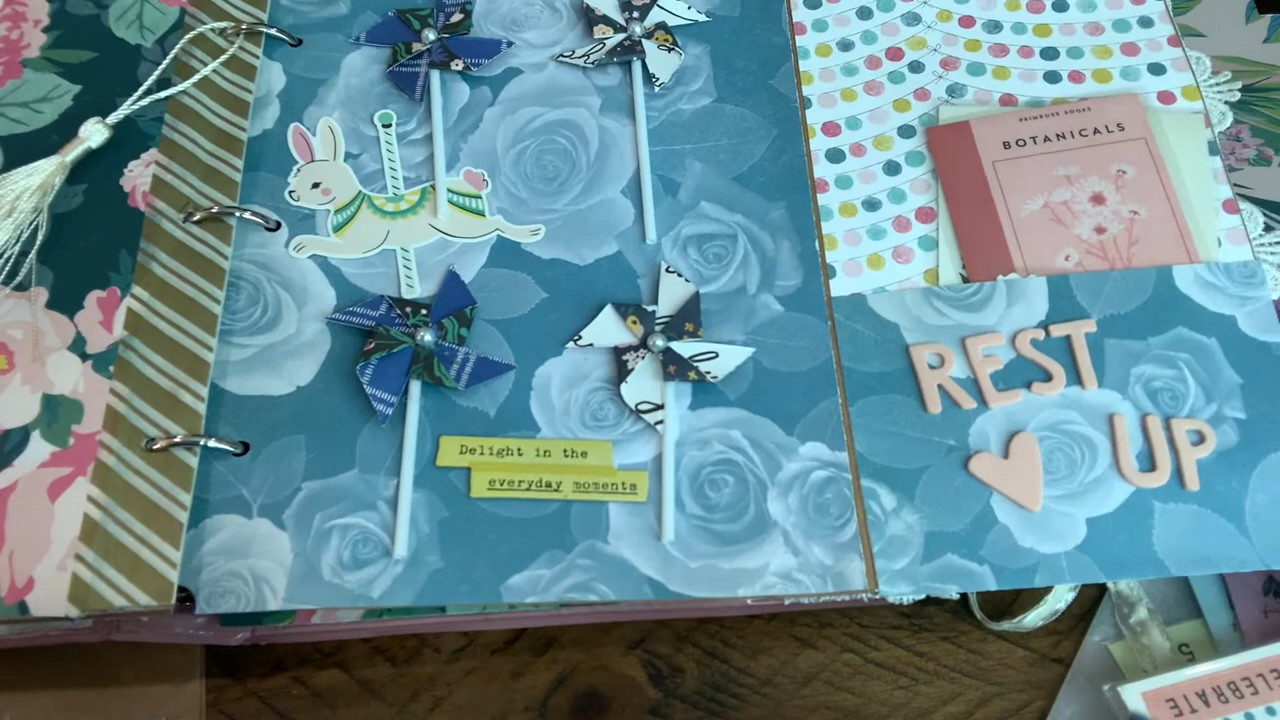 PRIMROSE BOOKS
BOTANICALS
Delight in the
everyday moments
REST
UP
5
CELEBRATE